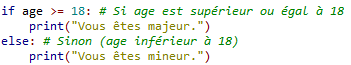 if age >= 18: # Si age est supérieur ou égal à 18
    print("Vous êtes majeur.")
else: # Sinon (age inférieur à 18)
    print("Vous êtes mineur.")